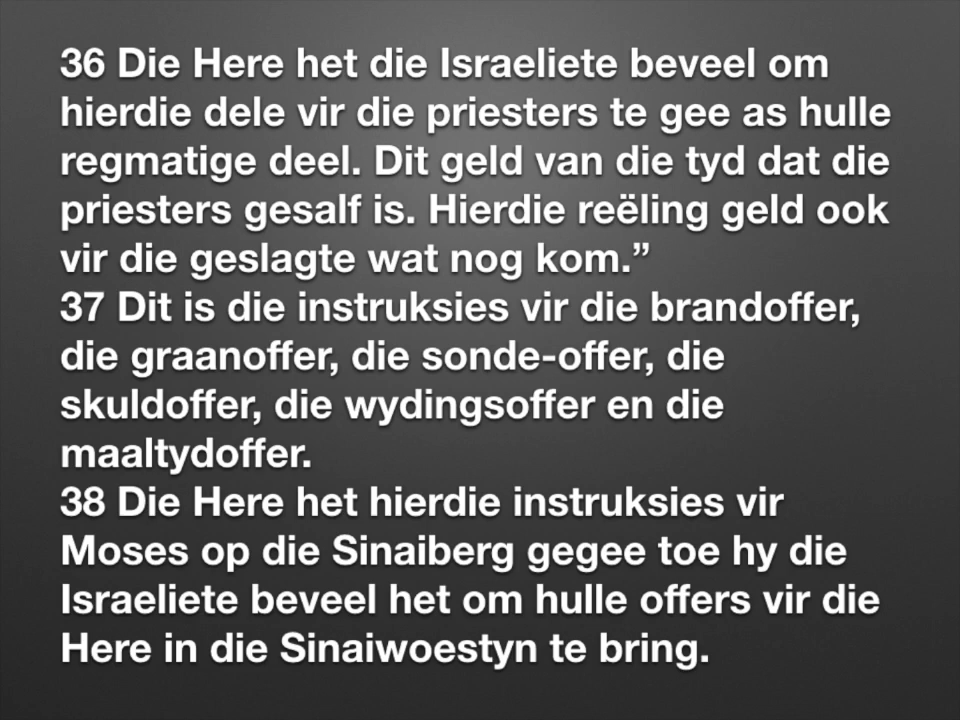 36 Die Here het die Israeliete beveel om
hierdie dele vir die priesters te gee as hulle
regmatige deel. Dit geld van die tyd dat die
priesters gesalf is. Hierdie reëling geld ook
vir die geslagte wat nog kom.”
37 Dit is die instruksies vir die brandoffer,
die graanoffer, die sonde-offer, die
skuldoffer, die wydingsoffer en die
maaltydoffer.
38 Die Here het hierdie instruksies vir
Moses op die Sinaiberg gegee toe hy die
Israeliete beveel het om hulle offers vir die
Here in die Sinaiwoestyn te bring.